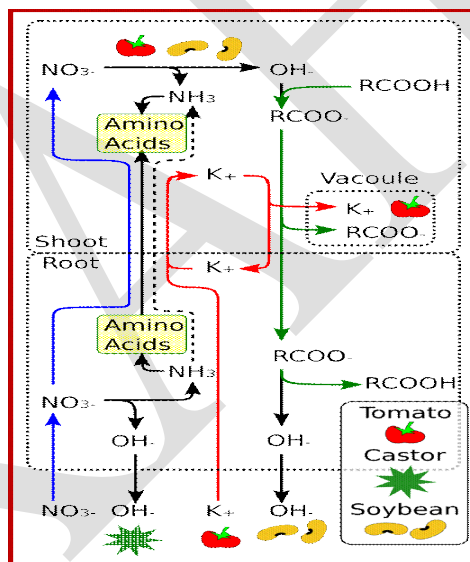 NO3-
OH-
RCOOH
NH3
RCOO-
Amino
Acids
K+
Vacoule
K+
RCOO-
Shoot
Root
K+
Amino
Acids
RCOO-
NH3
RCOOH
NO3-
Tomato
OH-
OH-
Castor
Soybean
NO3-
OH-
K+
OH-